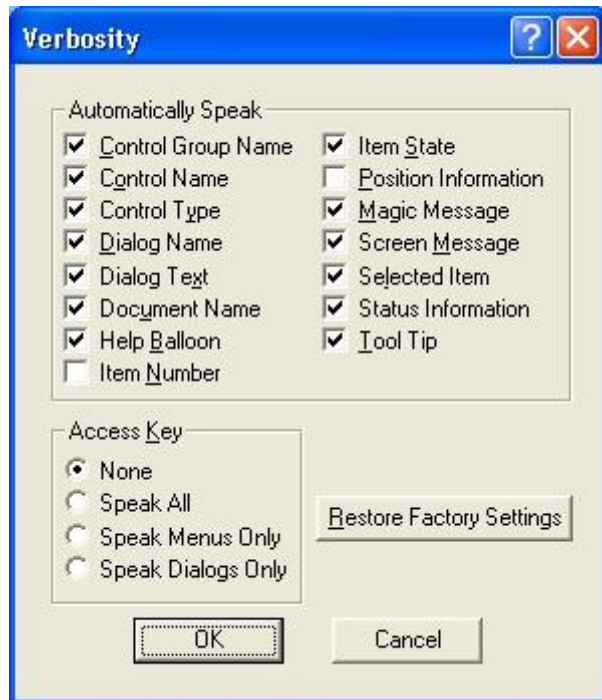 Verbosity
Automatically Speak
Control Group Name
Control Name
Control Type
Dialog Name
Dialog Text
Document Name
Help Balloon
Item Number
Item State
Position Information
Magic Message
Screen Message
Selected Item
Status Information
Tool Tip
Access Key
None
Speak All
Speak Menus Only
Speak Dialogs Only
Restore Factory Settings
OK
Cancel